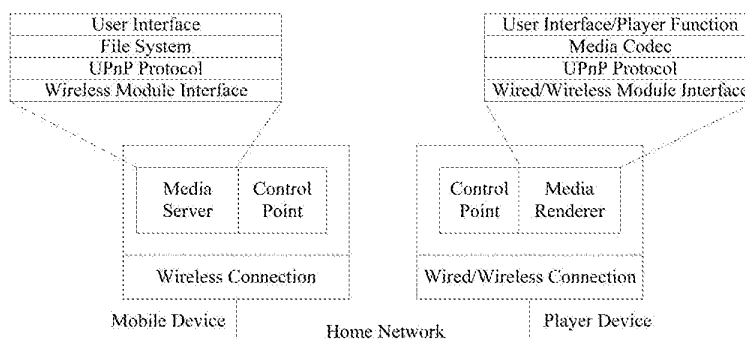 User Interface
File System
UPnP Protocol
Wireless Module Interface
User Interface/Player Function
Media Codec
UPnP Protocol
Wired/Wireless Module Interface
Media
Server
Control
Point
Control
Point
Media
Renderer
Wireless Connection
Wired/Wireless Connection
Mobile Device
Home Network
Player Device